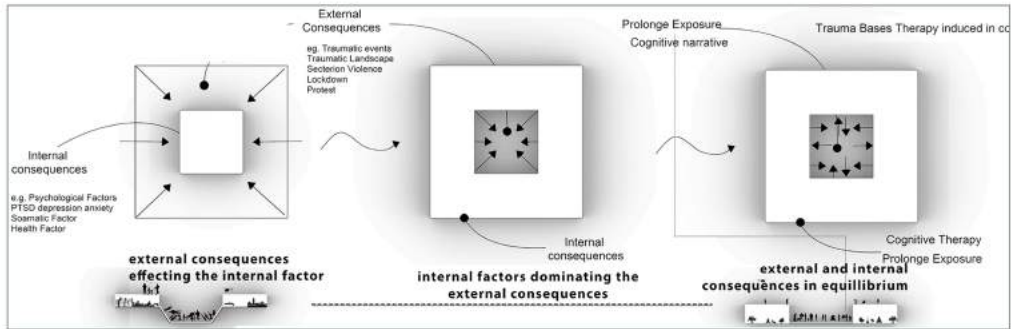 External
Consequences
eg. Traumatic events
Traumatic Landscape
Secterion Violence
Lockdown
Protest
Internal
consequences
e.g. Psychological Factors
PTSD depression anxiety
Soamatic Factor
Health Factor
external consequences
effecting the internal factor
Internal
consequences
internal factors dominating the
external consequences
Prolonge Exposure
Cognitive narrative
Trauma Bases Therapy induced in co
Cognitive Therapy
Prolonge Exposure
external and internal
consequences in equillibrium